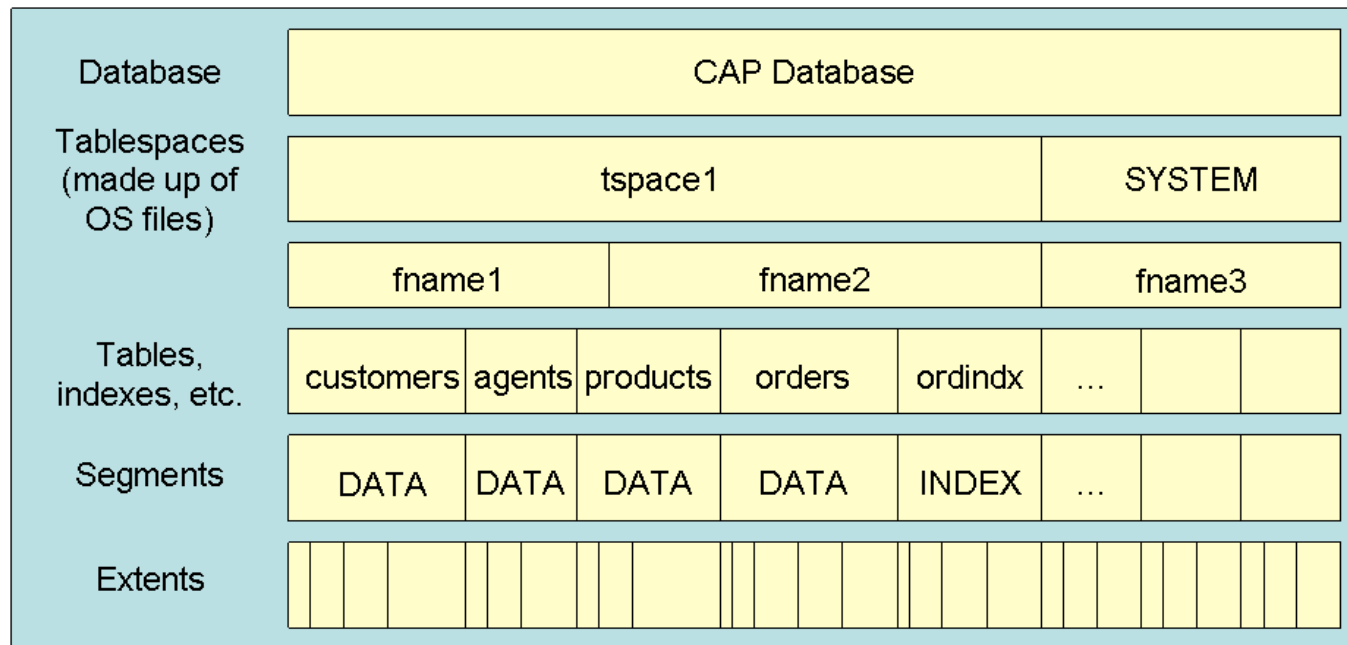 Database
CAP Database
Tablespaces
(made up of
OS files)
tspace1
SYSTEM
fname1
fname2
fname3
Tables,
indexes, etc.
customers
agents
products
orders
ordindx
...
Segments
DATA
DATA
DATA
DATA
INDEX
...
Extents